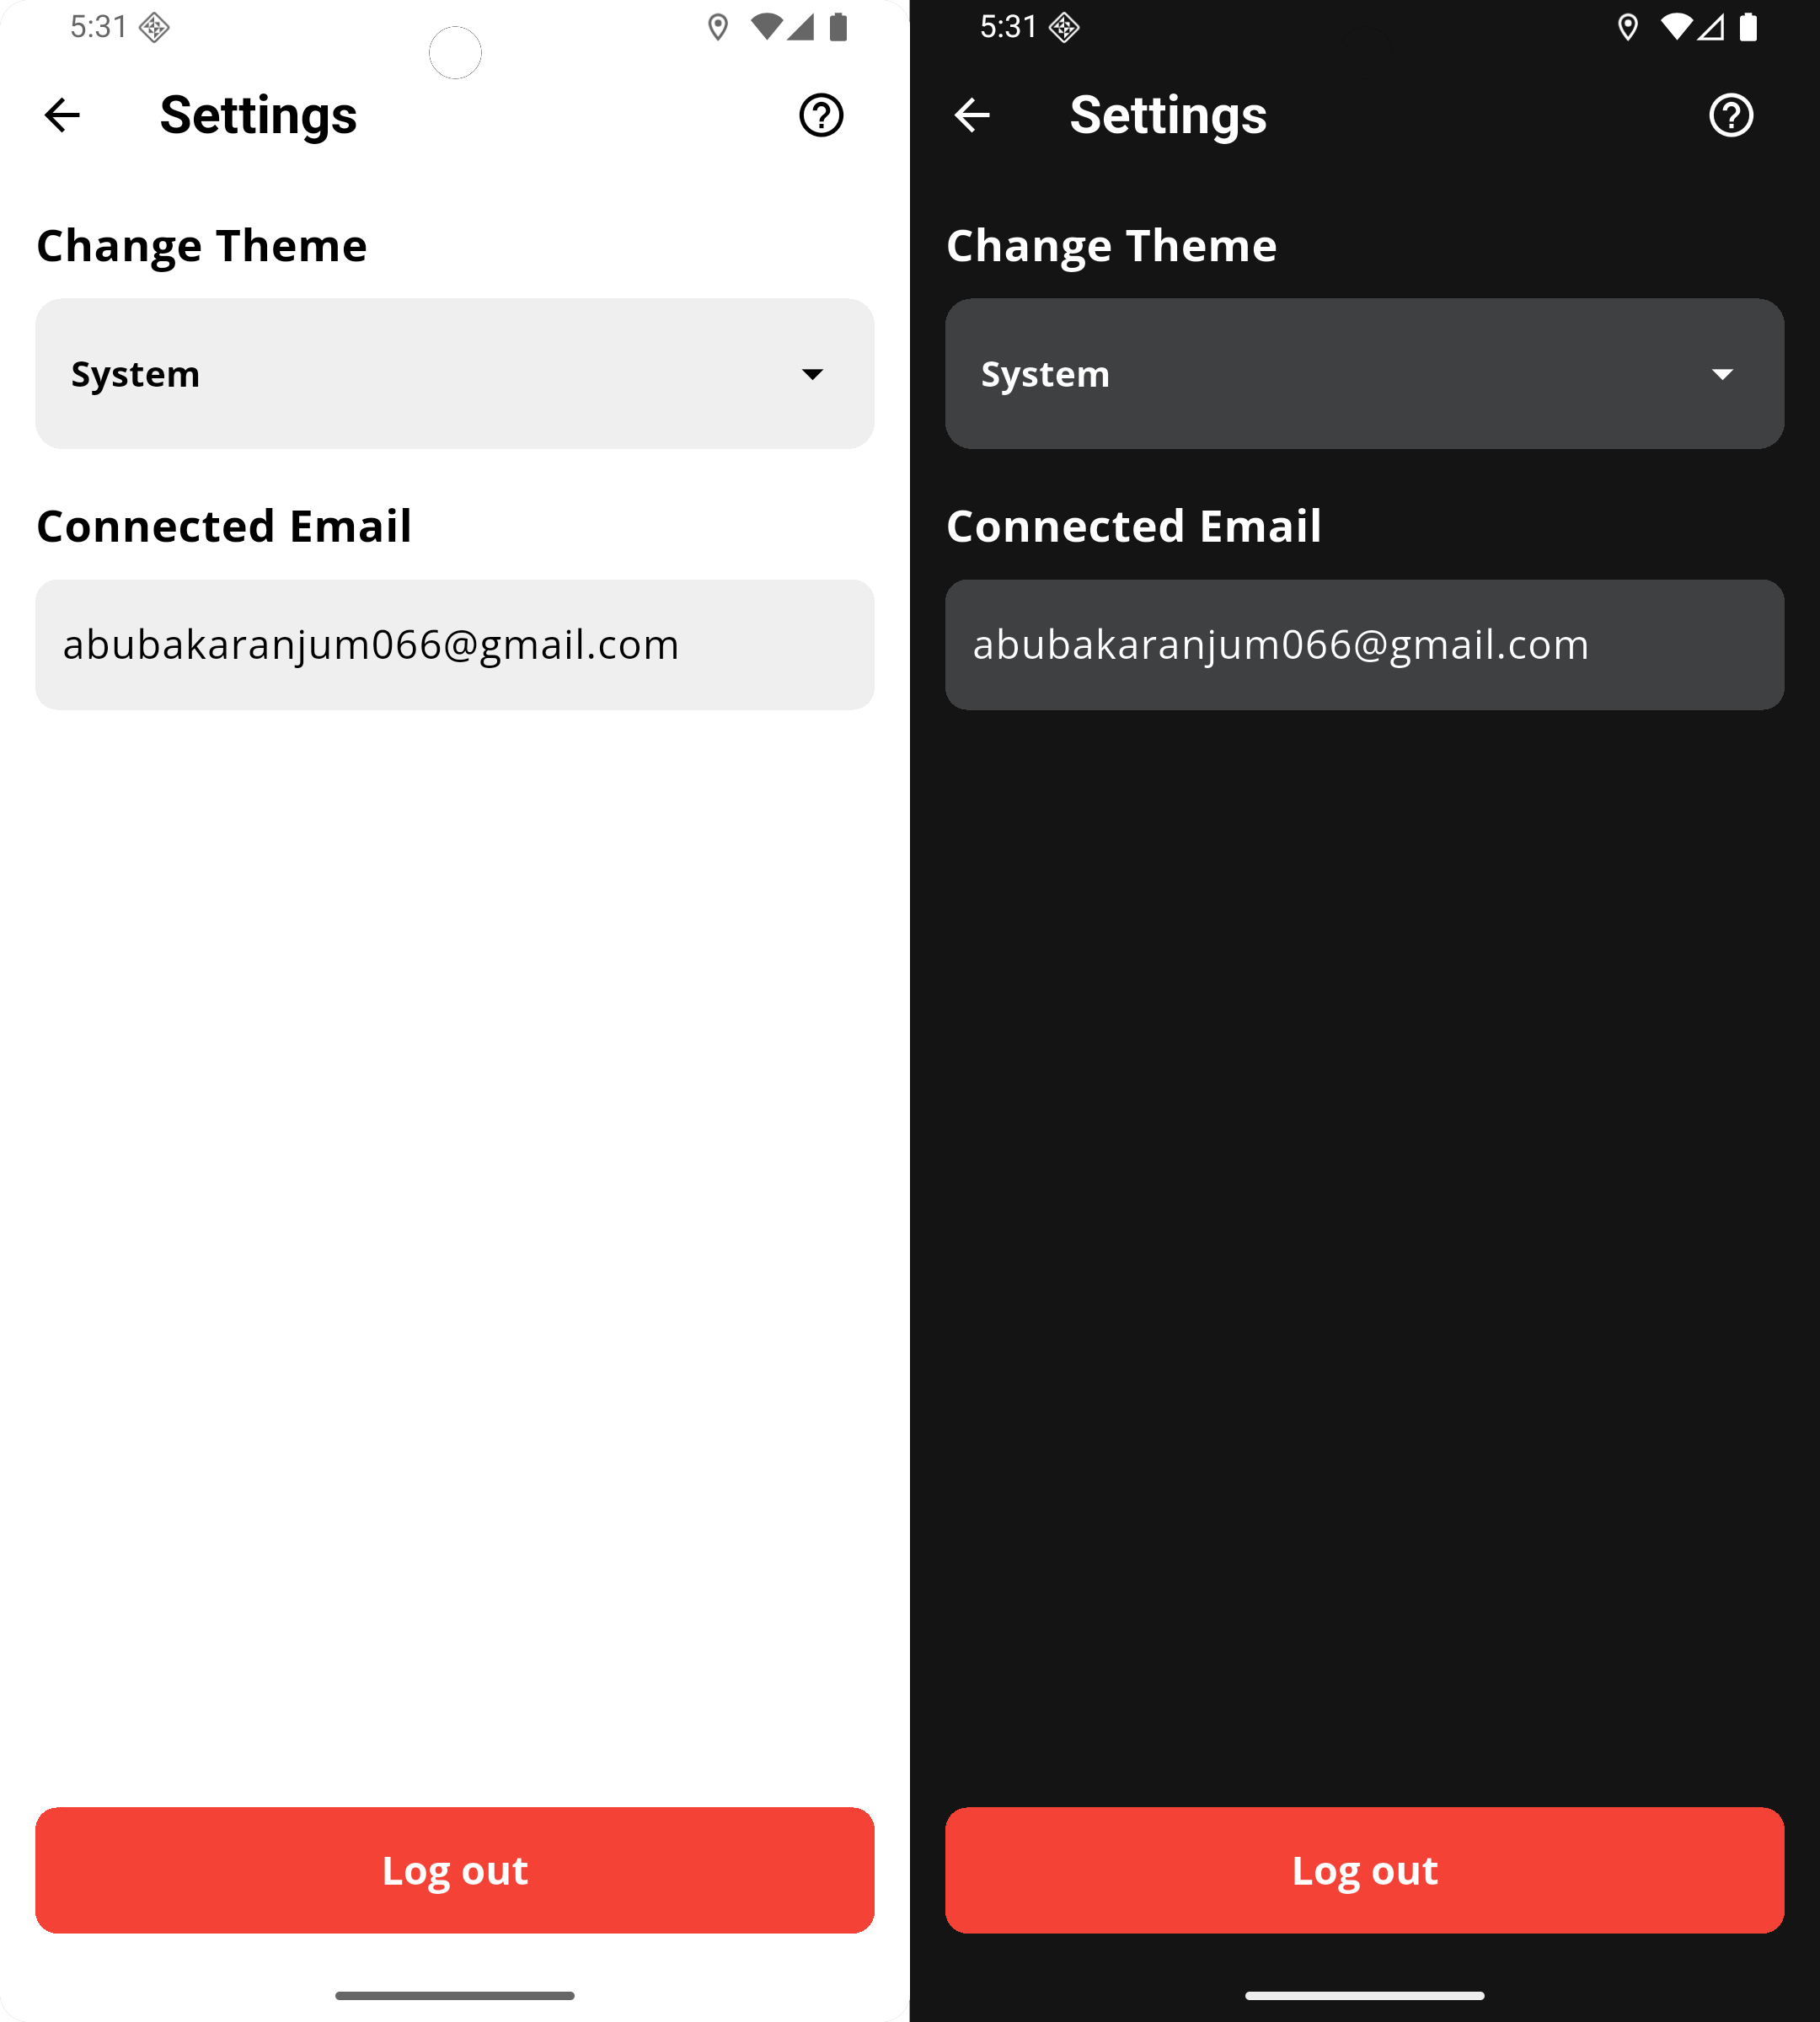 5:31
Settings
Change Theme
System
Connected Email
abubakaranjum066@gmail.com
Log out
5:31
Settings
Change Theme
System
Connected Email
abubakaranjum066@gmail.com
Log out